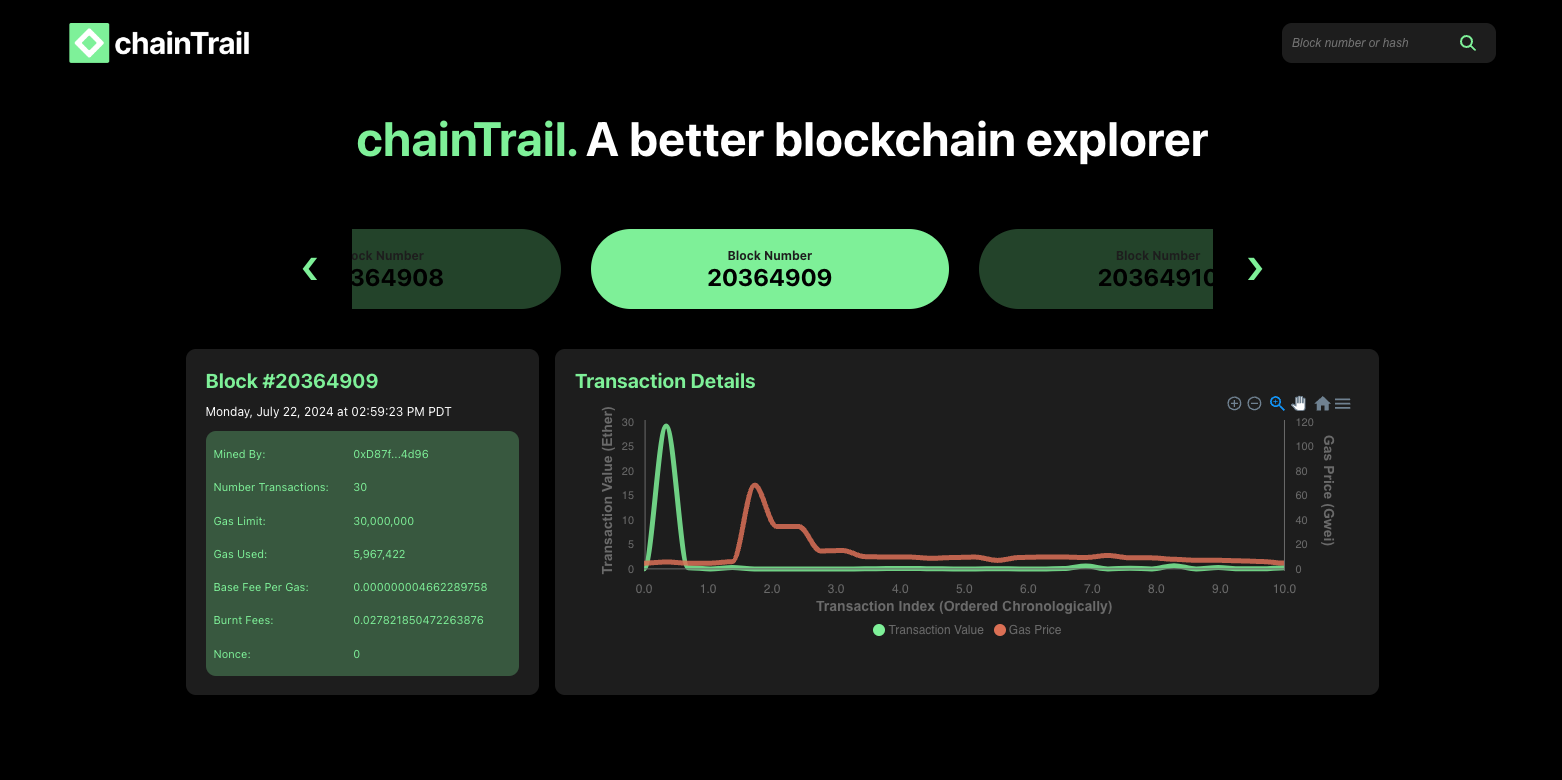 chainTrail
Block number or hash
chainTrail. A better blockchain explorer
ock Number
364908
Block Number
20364909
Block Number
20364910
Block #20364909
Monday, July 22, 2024 at 02:59:23 PM PDT
Mined By: 0xD87f...4d96
Number Transactions: 30
Gas Limit: 30,000,000
Gas Used: 5,967,422
Base Fee Per Gas: 0.000000004662289758
Burnt Fees: 0.027821850472263876
Nonce: 0
Transaction Details
Transaction Value (Ether)
30
25
20
15
10
5
0
120
100
80
60
40
20
0
Gas Price (Gwei)
0.0 1.0 2.0 3.0 4.0 5.0 6.0 7.0 8.0 9.0 10.0
Transaction Index (Ordered Chronologically)
Transaction Value Gas Price